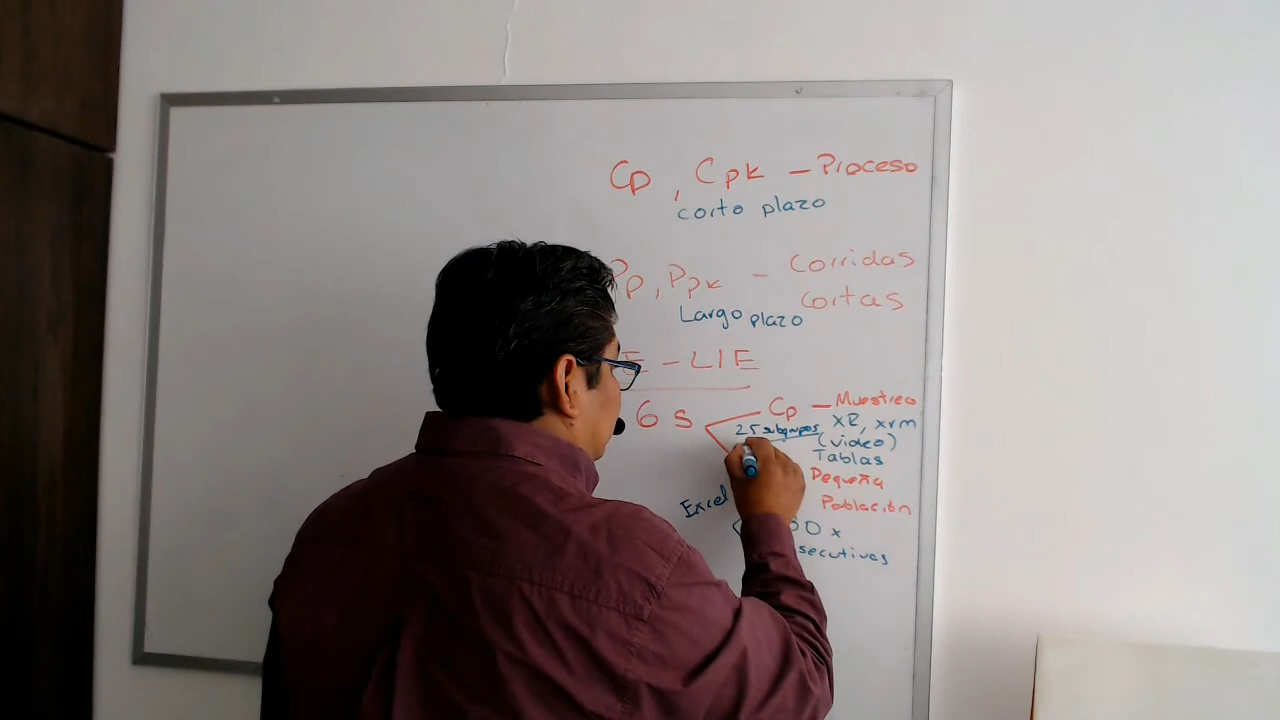 Cp, Cpk - Proceso
corto plazo
Pp, Ppk - Corridas
Cortas
Largo plazo
E - LIE
6 s
Cp - Muestreo
25 subgrupos
XR, xrm
(video)
Tablas
Pequeña
Población
Excel
0 x
secutivas